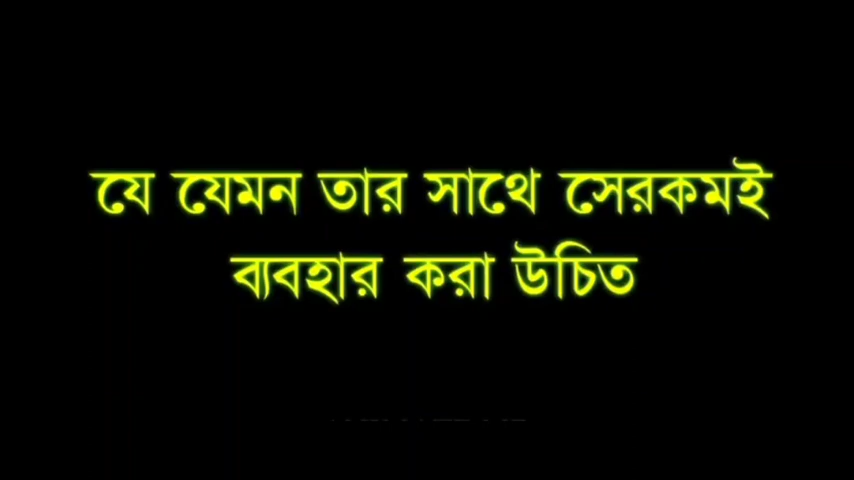 যে যেমন তার সাথে সেরকমই
ব্যবহার করা উচিত